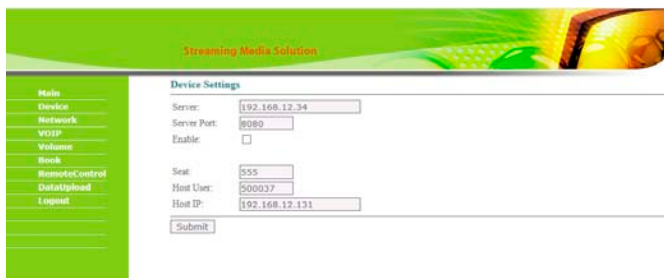 Streaming Media Solution
Main
Device
Network
VOIP
Volume
Book
RemoteControl
DataUpload
Logout
Device Settings
Server: 192.168.12.34
Server Port: 8080
Enable:
Seat: 555
Host User: 500037
Host IP: 192.168.12.131
Submit